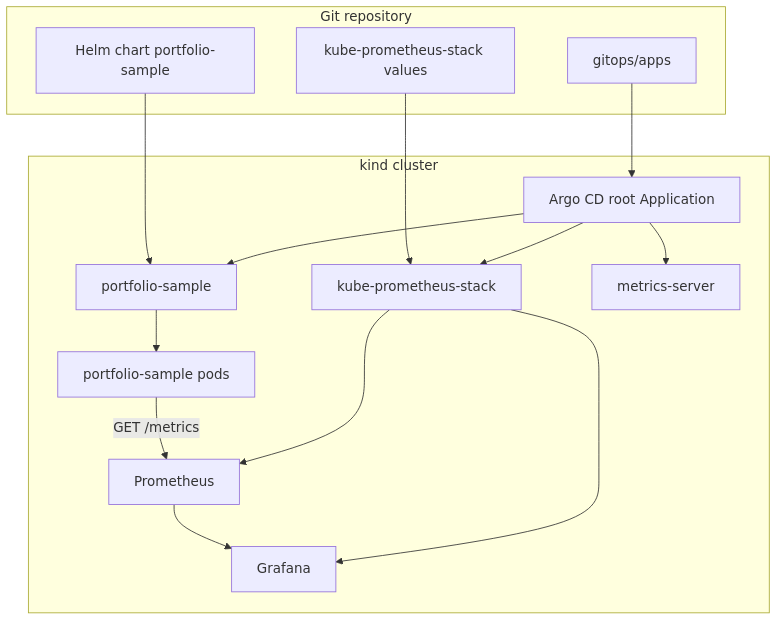 Git repository
Helm chart portfolio-
sample
kube-prometheus-stack
values
gitops/apps
kind cluster
Argo CD root Application
portfolio-sample
kube-prometheus-stack
metrics-server
portfolio-sample pods
GET /metrics
Prometheus
Grafana